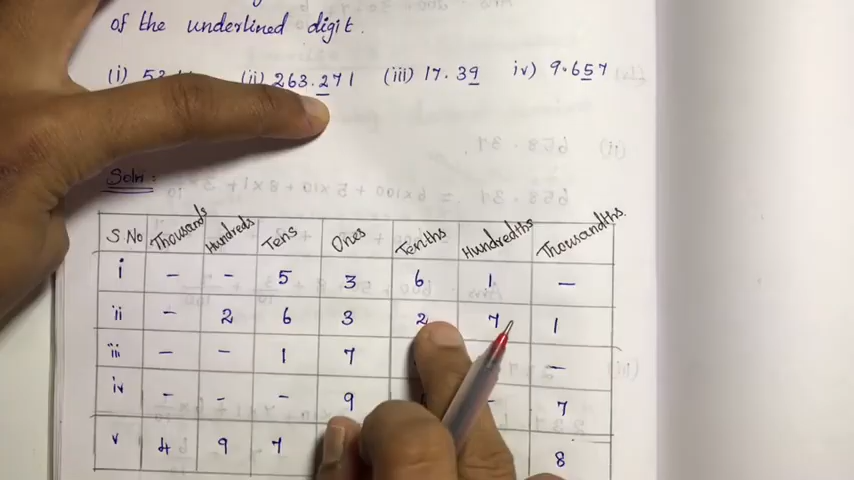 of the underlined digit.
(i) 53. (ii) 263.271 (iii) 17.39 iv) 9.657
Soln:
S.No Thousands Hundreds Tens Ones Tenths Hundredths Thousandths.
i - - 5 3 6 1 -
ii - 2 6 3 2 7 1
iii - - 1 7 -
iv - - - 9 - 7
v 4 9 7 8